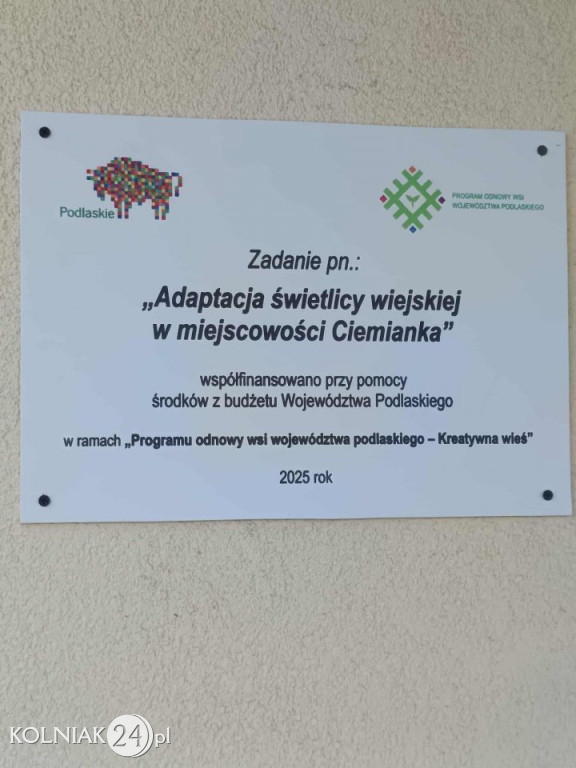 Podlaskie
PROGRAM ODNOWY WSI
WOJEWÓDZTWA PODLASKIEGO
Zadanie pn.:
„Adaptacja świetlicy wiejskiej
w miejscowości Ciemianka”
współfinansowano przy pomocy
środków z budżetu Województwa Podlaskiego
w ramach „Programu odnowy wsi województwa podlaskiego – Kreatywna wieś”
2025 rok
KOLNIAK24.pl